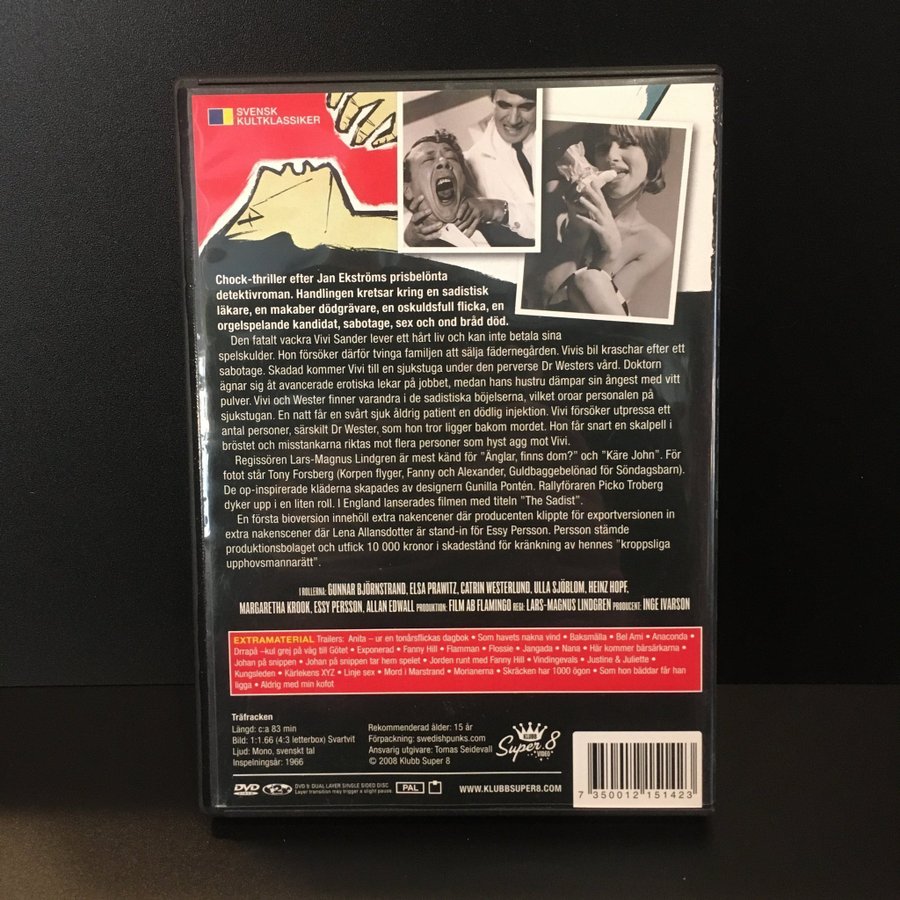 SVENSK
KULTKLASSIKER
Chock-thriller efter Jan Ekströms prisbelönta
detektivroman. Handlingen kretsar kring en sadistisk
läkare, en makaber dödgrävare, en oskuldsfull flicka, en
orgelspelande kandidat, sabotage, sex och ond bråd död.
Den fatalt vackra Vivi Sander lever ett hårt liv och kan inte betala sina
spelskulder. Hon försöker därför tvinga familjen att sälja fädernegården. Vivis bil kraschar efter ett
sabotage. Skadad kommer Vivi till en sjukstuga under den perverse Dr Westers vård. Doktorn
ägnar sig åt avancerade erotiska lekar på jobbet, medan hans hustru dämpar sin ångest med vitt
pulver. Vivi och Wester finner varandra i de sadistiska böjelserna, vilket oroar personalen på
sjukstugan. En natt får en svårt sjuk åldrig patient en dödlig injektion. Vivi försöker utpressa ett
antal personer, särskilt Dr Wester, som hon tror ligger bakom mordet. Hon får snart en skalpell i
bröstet och misstankarna riktas mot flera personer som hyst agg mot Vivi.
Regissören Lars-Magnus Lindgren är mest känd för "Änglar, finns dom?" och "Käre John". För
fotot står Tony Forsberg (Korpen flyger, Fanny och Alexander, Guldbaggebelönad för Söndagsbarn).
De op-inspirerade kläderna skapades av designern Gunilla Pontén. Rallyföraren Picko Troberg
dyker upp i en liten roll. I England lanserades filmen med titeln "The Sadist".
En första bioversion innehöll extra nakencener där producenten klippte för exportversionen in
extra nakenscener där Lena Allansdotter är stand-in för Essy Persson. Persson stämde
produktionsbolaget och utfick 10 000 kronor i skadestånd för kränkning av hennes "kroppsliga
upphovsmannarätt".
I ROLLERNA: GUNNAR BJÖRNSTRAND, ELSA PRAWITZ, CATRIN WESTERLUND, ULLA SJÖBLOM, HEINZ HOPF,
MARGARETHA KROOK, ESSY PERSSON, ALLAN EDWALL PRODUKTION: FILM AB FLAMINGO REGI: LARS-MAGNUS LINDGREN PRODUCENT: INGE IVARSON
EXTRAMATERIAL Trailers: Anita – ur en tonårsflickas dagbok • Som havets nakna vind • Baksmälla • Bel Ami • Anaconda •
Drrapå –kul grej på väg till Götet • Exponerad • Fanny Hill • Flamman • Flossie • Jangada • Nana • Här kommer bärsärkarna •
Johan på snippen • Johan på snippen tar hem spelet • Jorden runt med Fanny Hill • Vindingevals • Justine & Juliette •
Kungsleden • Kärlekens XYZ • Linje sex • Mord i Marstrand • Morianerna • Skräcken har 1000 ögon • Som hon bäddar får han
ligga • Aldrig med min kofot
Träfracken
Längd: c:a 83 min
Bild: 1:1.66 (4:3 letterbox) Svartvit
Ljud: Mono, svenskt tal
Inspelningsår: 1966
Rekommenderad ålder: 15 år
Förpackning: swedishpunks.com
Ansvarig utgivare: Tomas Seidevall
© 2008 Klubb Super 8
KLUBB
Super 8
VIDEO
DVD
VIDEO
2
DVD 9: DUAL LAYER SINGLE SIDED DISC
Layer transition may trigger a slight pause.
PAL
WWW.KLUBBSUPER8.COM
7 350012 151423